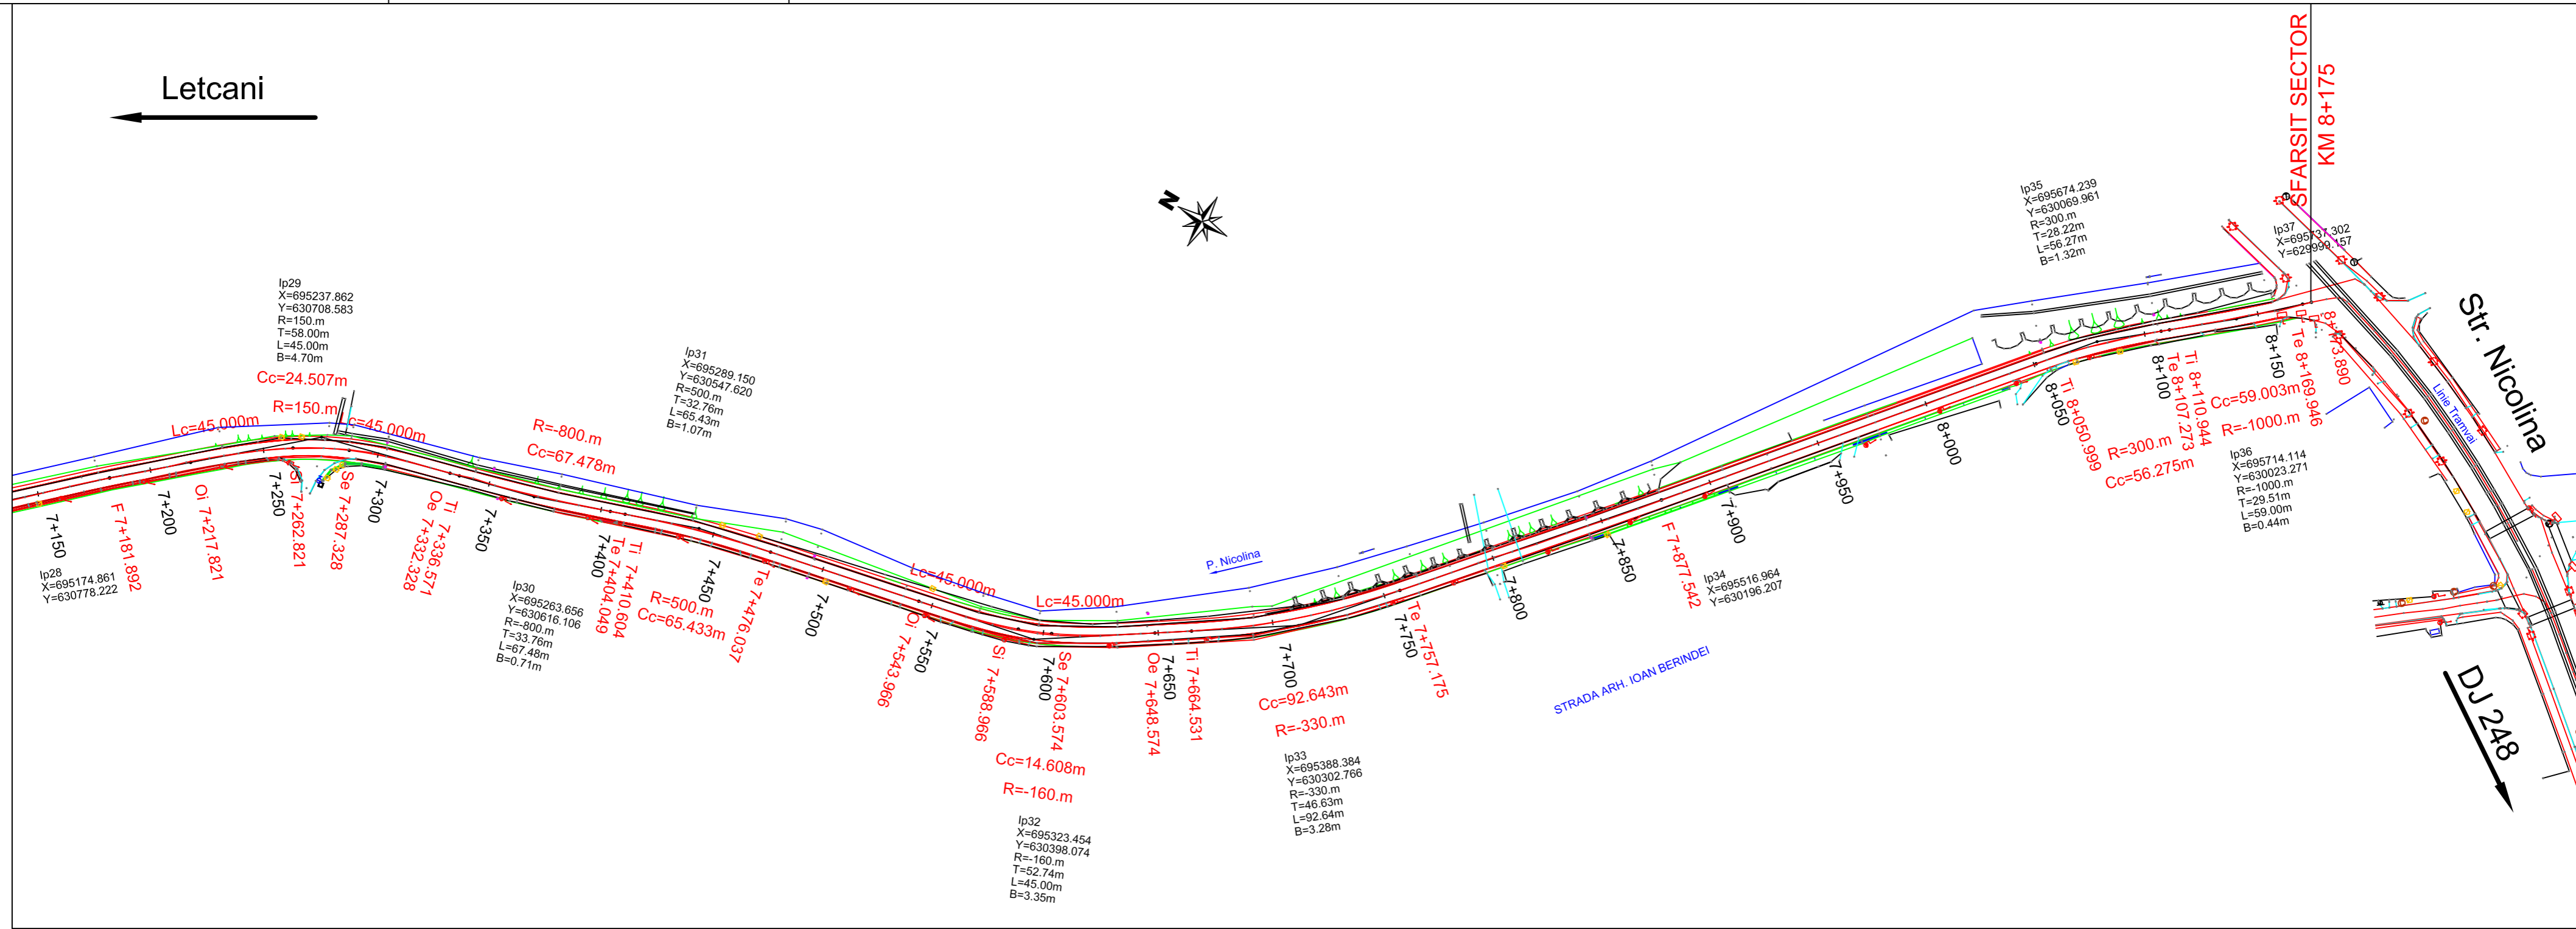 Letcani
SFARSIT SECTOR
KM 8+175
N
Ip29
X=695237.862
Y=630708.583
R=150.m
T=58.00m
L=45.00m
B=4.70m
Cc=24.507m
R=150.m
Lc=45.000m
Lc=45.000m
7+150
F 7+181.892
7+200
Oi 7+217.821
7+250
Si 7+262.821
Se 7+287.328
7+300
Oe 7+332.328
Ti 7+336.571
7+350
Ip28
X=695174.861
Y=630778.222
R=-800.m
Cc=67.478m
Ip31
X=695289.150
Y=630547.620
R=500.m
T=32.76m
L=65.43m
B=1.07m
7+400
Te 7+404.049
Ti 7+410.604
Ip30
X=695263.656
Y=630616.106
R=-800.m
T=33.76m
L=67.48m
B=0.71m
R=500.m
Cc=65.433m
7+450
Te 7+476.037
7+500
Oi 7+543.966
7+550
Lc=45.000m
Lc=45.000m
Si 7+588.966
7+600
Se 7+603.574
Cc=14.608m
R=-160.m
Ip32
X=695323.454
Y=630398.074
R=-160.m
T=52.74m
L=45.00m
B=3.35m
Oe 7+648.574
7+650
Ti 7+664.531
P. Nicolina
7+700
Cc=92.643m
R=-330.m
Ip33
X=695388.384
Y=630302.766
R=-330.m
T=46.63m
L=92.64m
B=3.28m
7+750
Te 7+757.175
7+800
STRADA ARH. IOAN BERINDEI
7+850
F 7+877.542
7+900
Ip34
X=695516.964
Y=630196.207
7+950
8+000
Ip35
X=695674.239
Y=630069.961
R=300.m
T=28.22m
L=56.27m
B=1.32m
8+050
Ti 8+050.999
R=300.m
Cc=56.275m
8+100
Te 8+107.273
Ti 8+110.944
Cc=59.003m
R=-1000.m
Ip36
X=695714.114
Y=630023.271
R=-1000.m
T=29.51m
L=59.00m
B=0.44m
8+150
Te 8+169.946
8+173.890
Ip37
X=695737.302
Y=629999.157
Linie Tramvai
Str. Nicolina
DJ 248